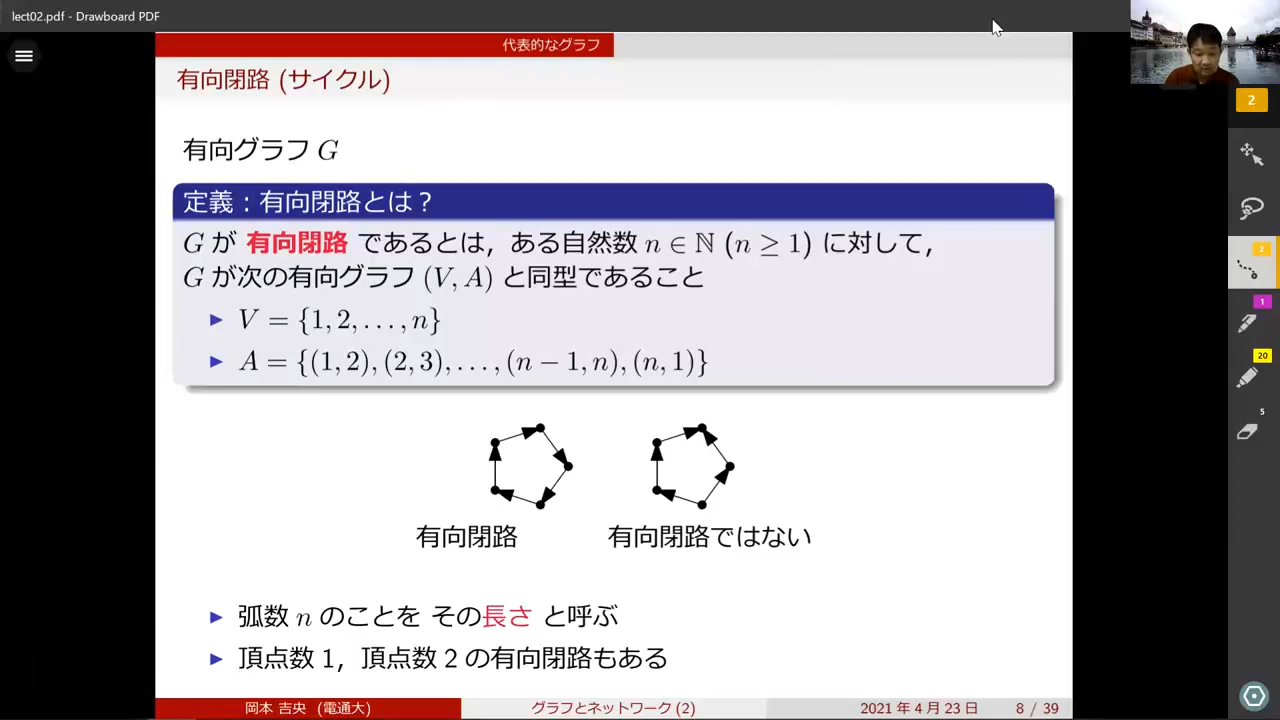 lect02.pdf - Drawboard PDF
代表的なグラフ
有向閉路 (サイクル)
有向グラフ G
定義：有向閉路とは？
G が 有向閉路 であるとは，ある自然数 n ∈ ℕ (n ≥ 1) に対して，
G が次の有向グラフ (V, A) と同型であること
▶ V = {1, 2, . . . , n}
▶ A = {(1, 2), (2, 3), . . . , (n − 1, n), (n, 1)}
有向閉路
有向閉路ではない
▶ 弧数 n のことを その長さ と呼ぶ
▶ 頂点数 1，頂点数 2 の有向閉路もある
岡本 吉央 (電通大)
グラフとネットワーク (2)
2021 年 4 月 23 日
8 / 39
2
2
1
20
5